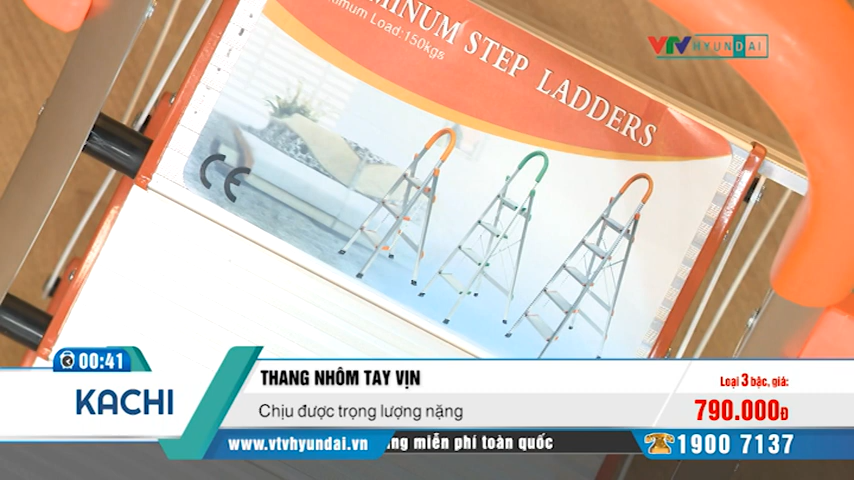 MINUM STEP LADDERS
imum Load:150kgs
VTV HYUNDAI
CE
00:41
KACHI
THANG NHÔM TAY VỊN
Chịu được trọng lượng nặng
Loại 3 bậc, giá:
790.000Đ
www.vtvhyundai.vn
ng miễn phí toàn quốc
1900 7137